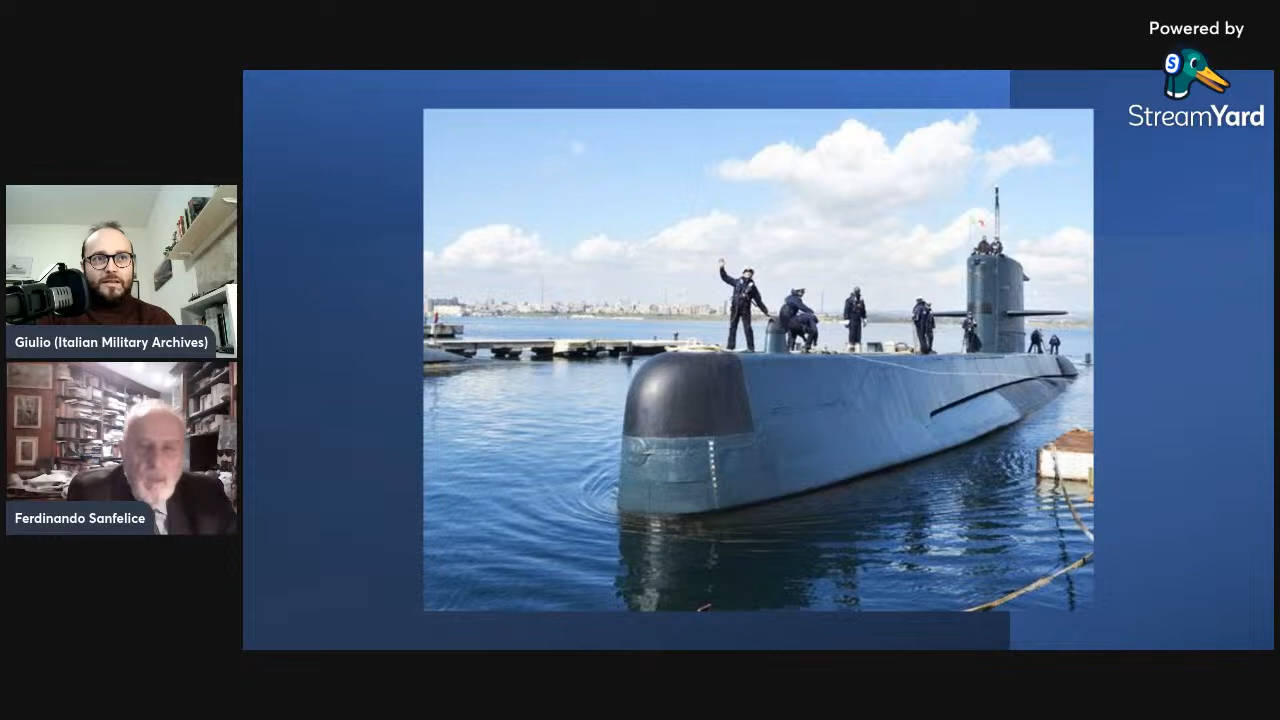 Powered by
S
StreamYard
Giulio (Italian Military Archives)
Ferdinando Sanfelice